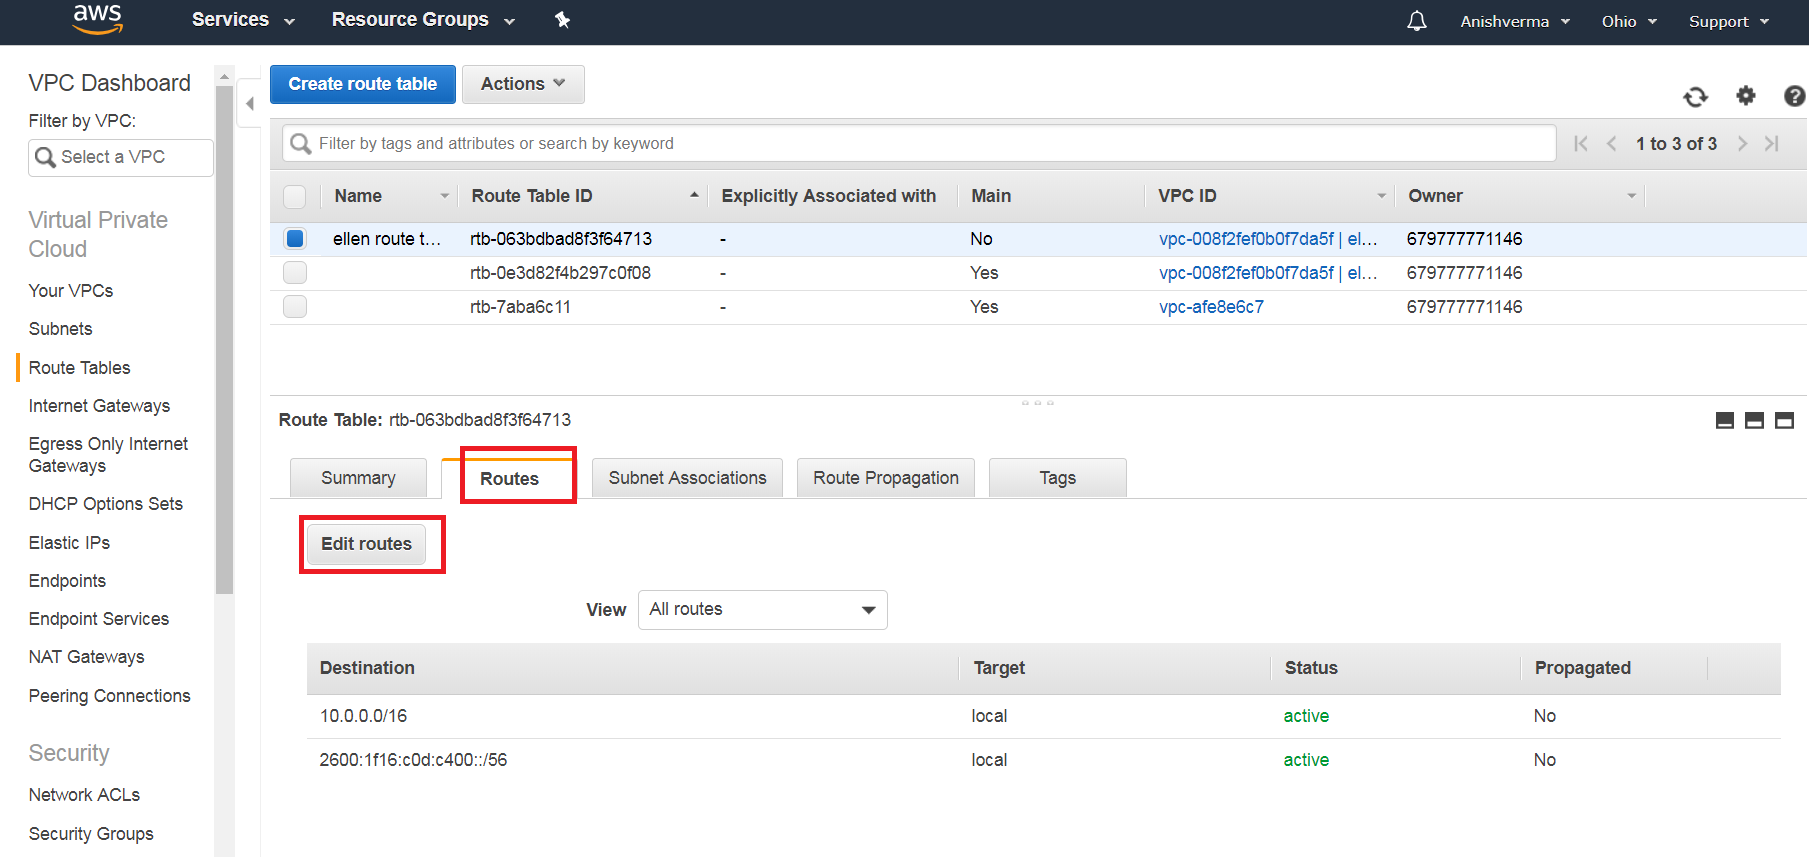 aws Services Resource Groups Anishverma Ohio Support
VPC Dashboard
Filter by VPC:
Select a VPC
Virtual Private
Cloud
Your VPCs
Subnets
Route Tables
Internet Gateways
Egress Only Internet
Gateways
DHCP Options Sets
Elastic IPs
Endpoints
Endpoint Services
NAT Gateways
Peering Connections
Security
Network ACLs
Security Groups
Create route table Actions
Filter by tags and attributes or search by keyword 1 to 3 of 3
Name Route Table ID Explicitly Associated with Main VPC ID Owner
ellen route t... rtb-063bdbad8f3f64713 - No vpc-008f2fef0b0f7da5f | el... 679777771146
rtb-0e3d82f4b297c0f08 - Yes vpc-008f2fef0b0f7da5f | el... 679777771146
rtb-7aba6c11 - Yes vpc-afe8e6c7 679777771146
Route Table: rtb-063bdbad8f3f64713
Summary Routes Subnet Associations Route Propagation Tags
Edit routes
View All routes
Destination Target Status Propagated
10.0.0.0/16 local active No
2600:1f16:c0d:c400::/56 local active No